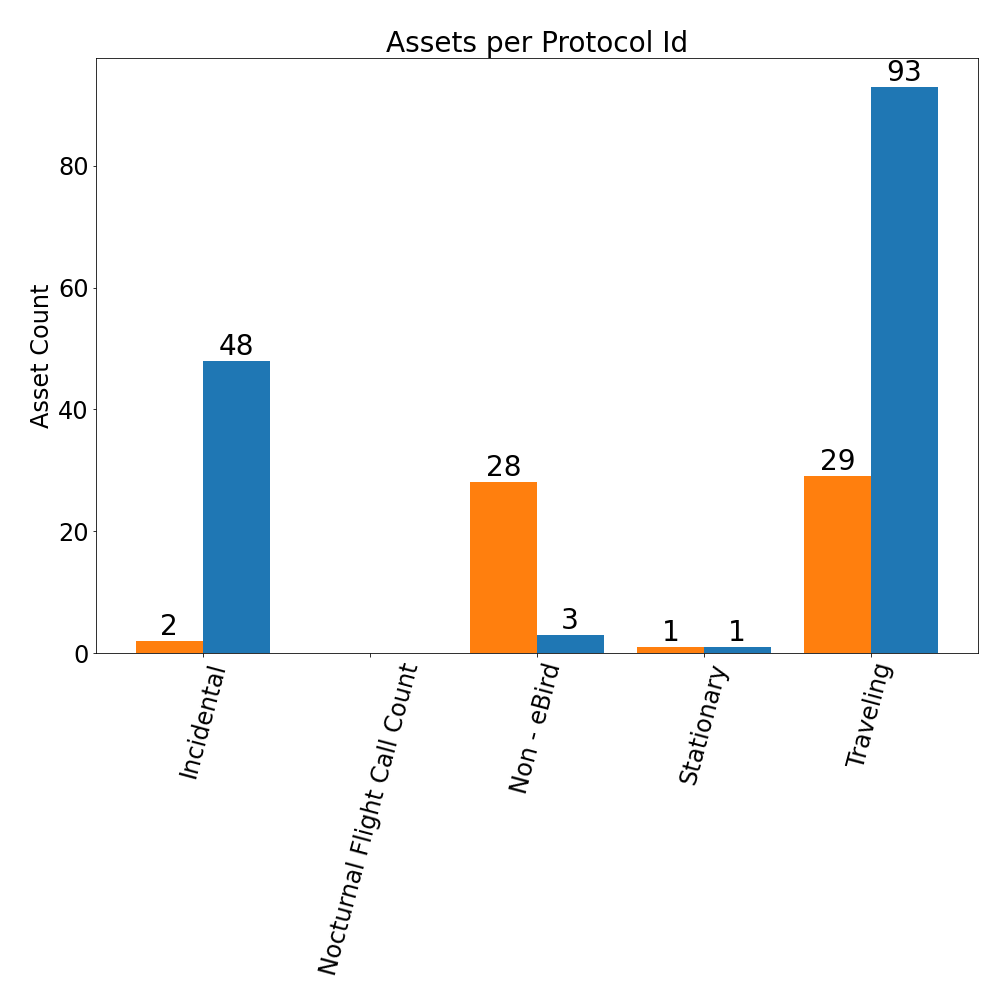 Assets per Protocol Id
Asset Count
80
60
40
20
0
2
48
28
3
1
1
29
93
Incidental
Nocturnal Flight Call Count
Non - eBird
Stationary
Traveling